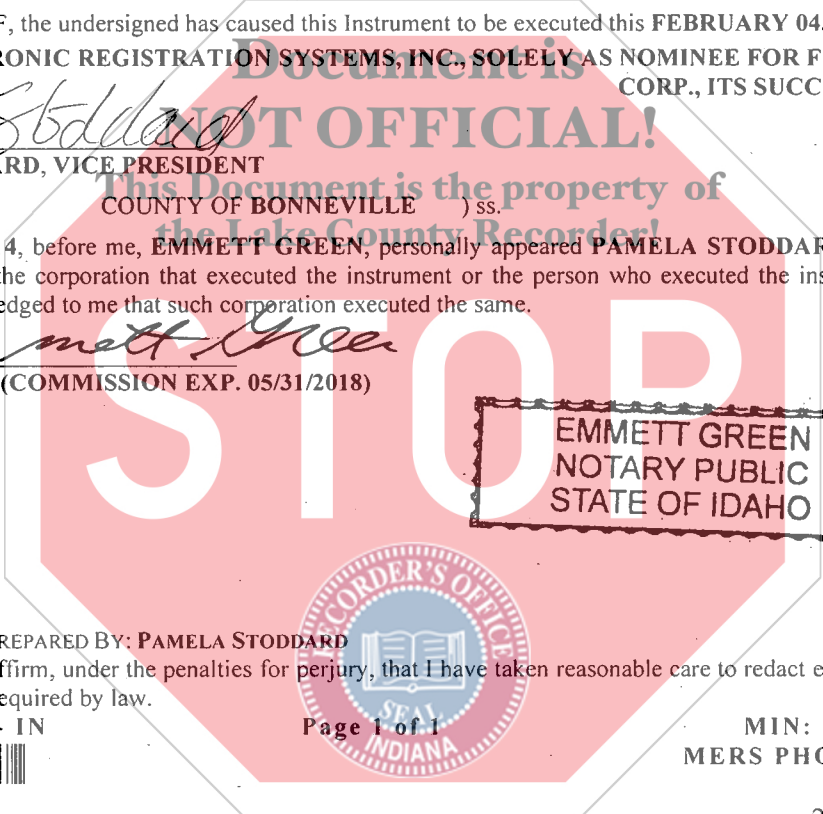 F, the undersigned has caused this Instrument to be executed this FEBRUARY 04,
RONIC REGISTRATION SYSTEMS, INC., SOLELY AS NOMINEE FOR F
CORP., ITS SUCC
Document is
NOT OFFICIAL!
This Document is the property of
the Lake County Recorder!
Stoddard
RD, VICE PRESIDENT
COUNTY OF BONNEVILLE ) ss.
4, before me, EMMETT GREEN, personally appeared PAMELA STODDAR
the corporation that executed the instrument or the person who executed the ins
edged to me that such corporation executed the same.
mett Green
(COMMISSION EXP. 05/31/2018)
STOP
EMMETT GREEN
NOTARY PUBLIC
STATE OF IDAHO
RECORDER'S OFFICE
SEAL
INDIANA
REPARED BY: PAMELA STODDARD
ffirm, under the penalties for perjury, that I have taken reasonable care to redact e
equired by law.
- IN Page 1 of 1 MIN:
MERS PHO